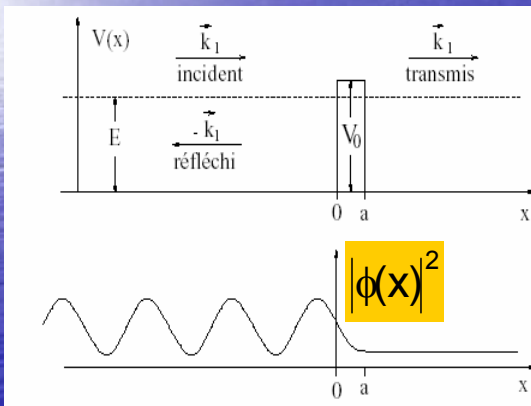 V(x)
k₁
incident
k₁
transmis
E
- k₁
réfléchi
V₀
0 a x
|ϕ(x)|²
0 a x